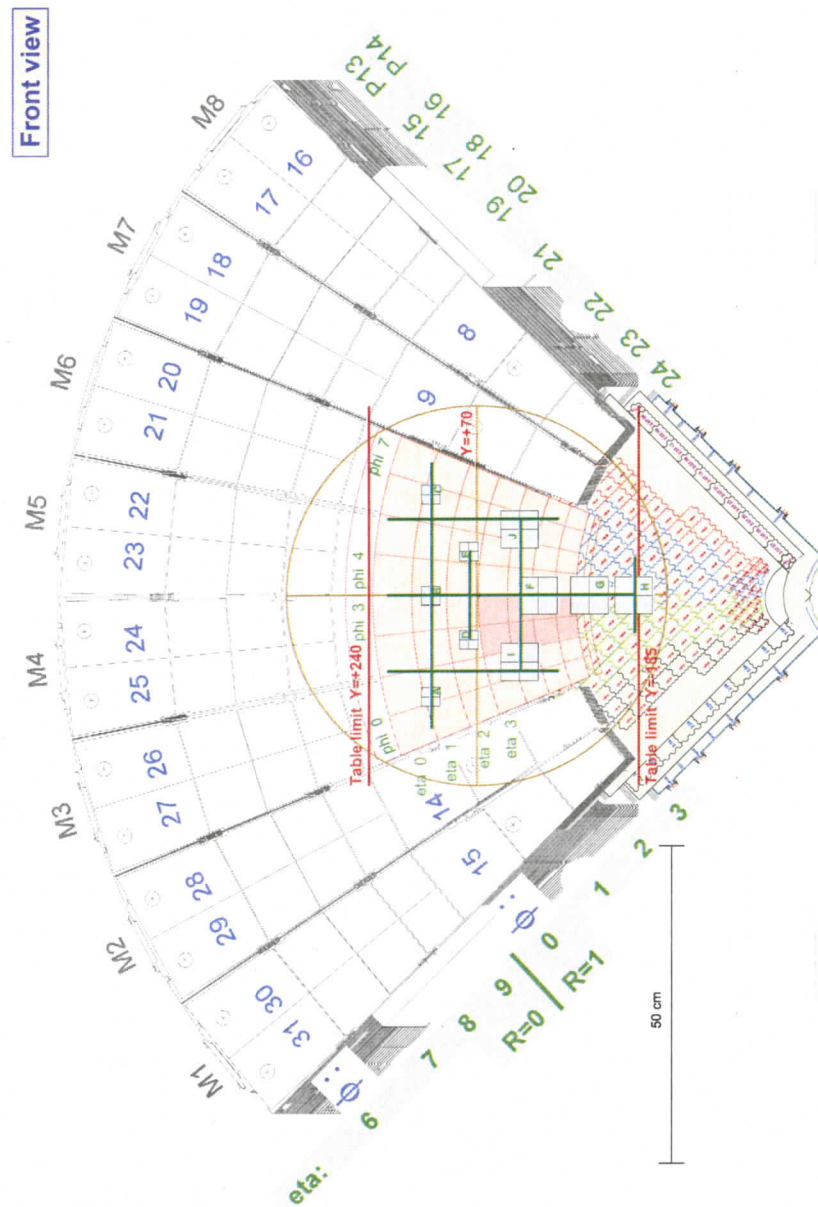 Front view
M1
M2
M3
M4
M5
M6
M7
M8
31
30
29
28
27
26
25
24
23
22
21
20
19
18
17
16
15
14
9
8
P13
P14
15
16
17
18
19
20
21
22
23
24
Table limit Y=+240
phi 0
phi 3
phi 4
phi 7
Y=+70
eta 0
eta 1
eta 2
eta 3
A
B
C
D
E
F
G
H
I
J
Table limit Y=-185
eta:
6
7
8
9
R=0
0
R=1
1
2
3
Φ:
Φ:
50 cm